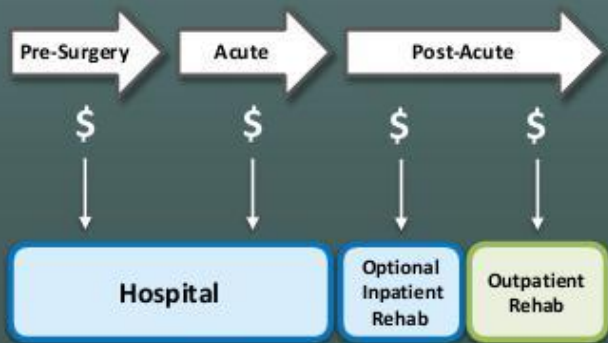 Pre-Surgery
Acute
Post-Acute
$
$
$
$
Hospital
Optional
Inpatient
Rehab
Outpatient
Rehab